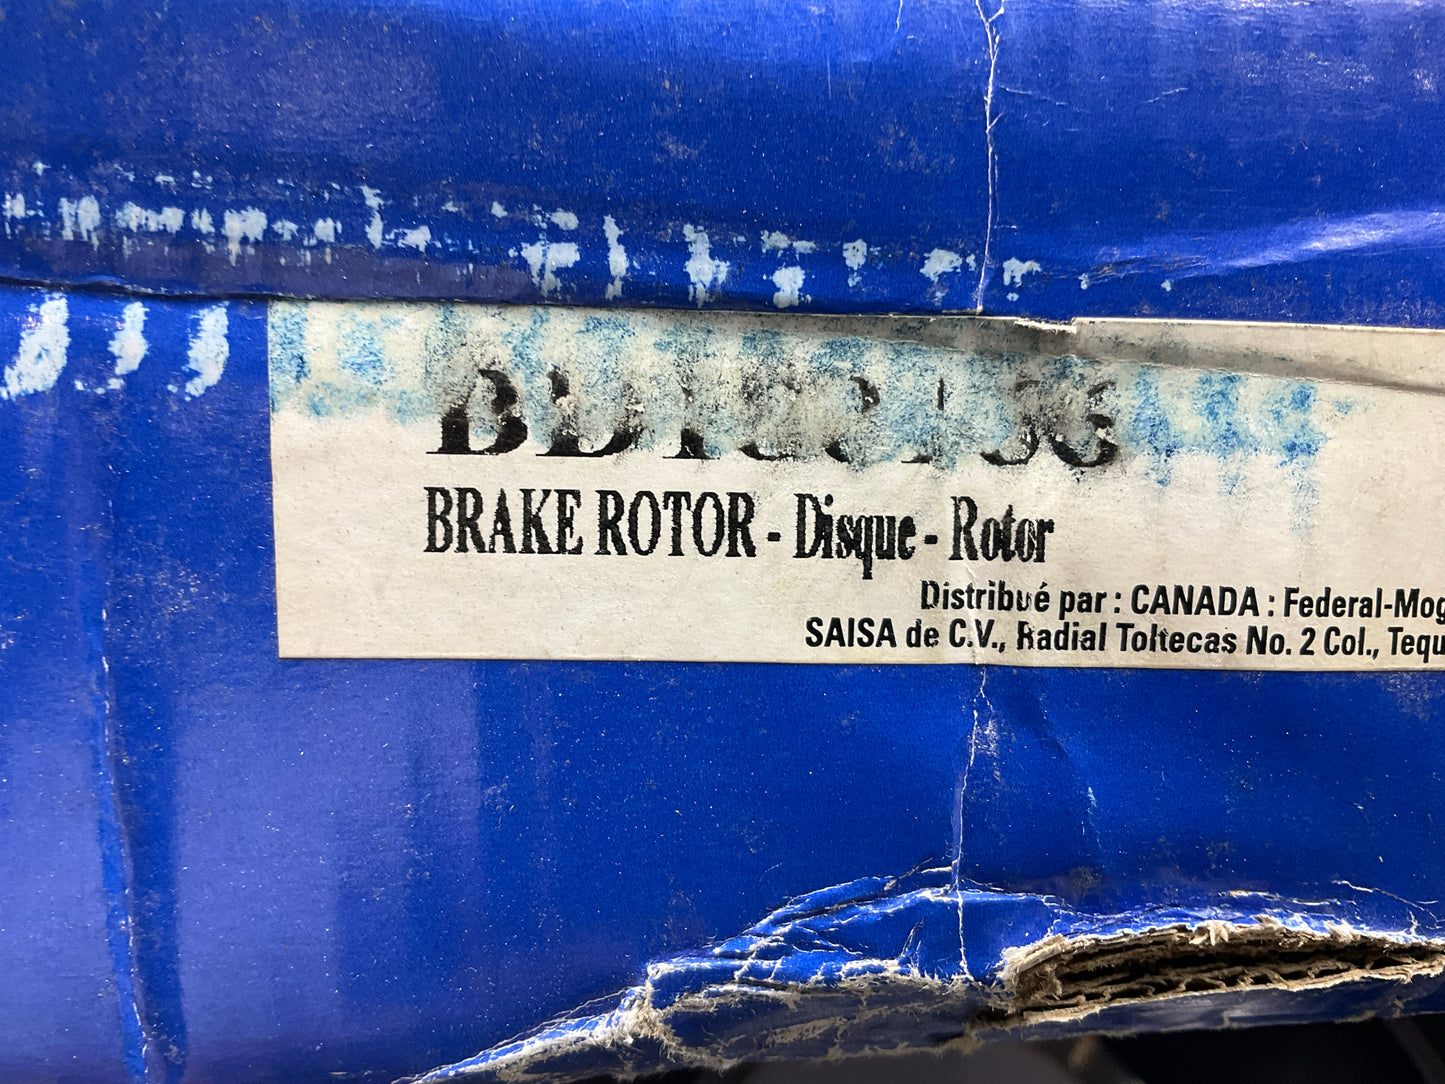 BRAKE ROTOR - Disque - Rotor
Distribué par : CANADA : Federal-Mog
SAISA de C.V., Radial Toltecas No. 2 Col., Tequ